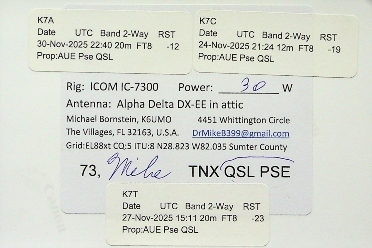 K7A
Date UTC Band 2-Way RST
30-Nov-2025 22:40 20m FT8 -12
Prop:AUE Pse QSL
K7C
Date UTC Band 2-Way RST
24-Nov-2025 21:24 12m FT8 -19
Prop:AUE Pse QSL
Rig: ICOM IC-7300 Power: 30 W
Antenna: Alpha Delta DX-EE in attic
Michael Bornstein, K6UMO 4451 Whittington Circle
The Villages, FL 32163, U.S.A. DrMikeB399@gmail.com
Grid:EL88xt CQ:5 ITU:8 N28.823 W82.035 Sumter County
73, Mike TNX QSL PSE
K7T
Date UTC Band 2-Way RST
27-Nov-2025 15:11 20m FT8 -23
Prop:AUE Pse QSL